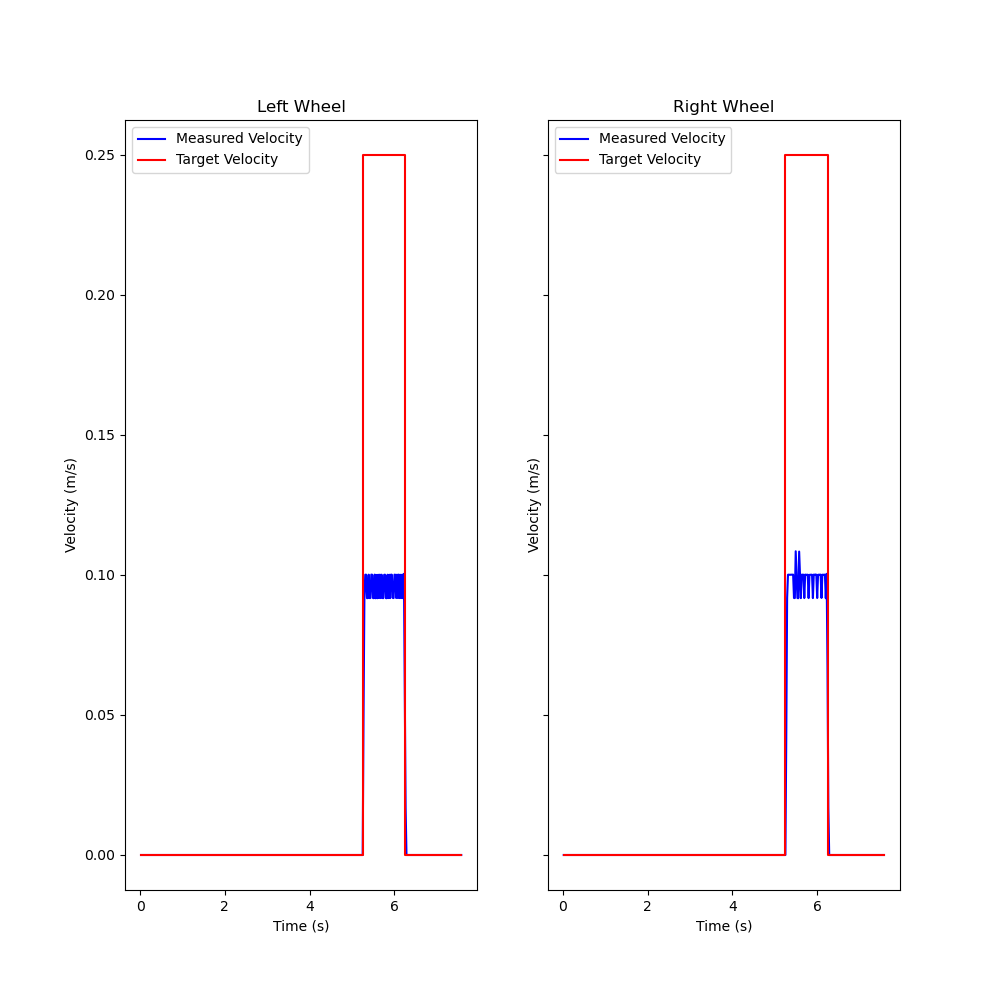 Left Wheel
Measured Velocity
Target Velocity
0.25
0.20
0.15
0.10
0.05
0.00
Velocity (m/s)
0 2 4 6
Time (s)
Right Wheel
Measured Velocity
Target Velocity
Velocity (m/s)
0 2 4 6
Time (s)